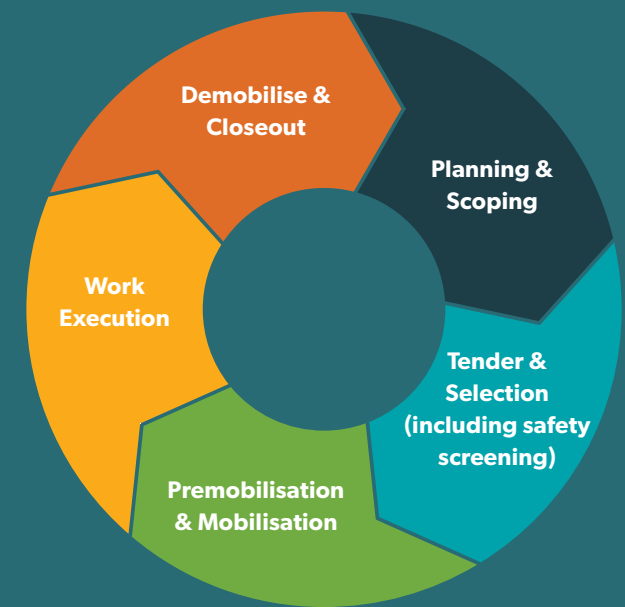 Demobilise &
Closeout
Planning &
Scoping
Tender &
Selection
(including safety
screening)
Premobilisation
& Mobilisation
Work
Execution